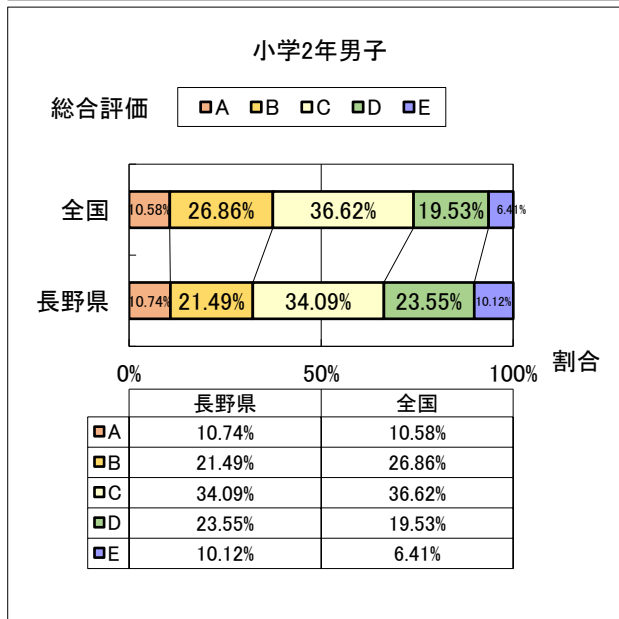 小学2年男子
総合評価 A B C D E
全国 10.58% 26.86% 36.62% 19.53% 6.41%
長野県 10.74% 21.49% 34.09% 23.55% 10.12%
0% 50% 100% 割合
長野県 全国
A 10.74% 10.58%
B 21.49% 26.86%
C 34.09% 36.62%
D 23.55% 19.53%
E 10.12% 6.41%